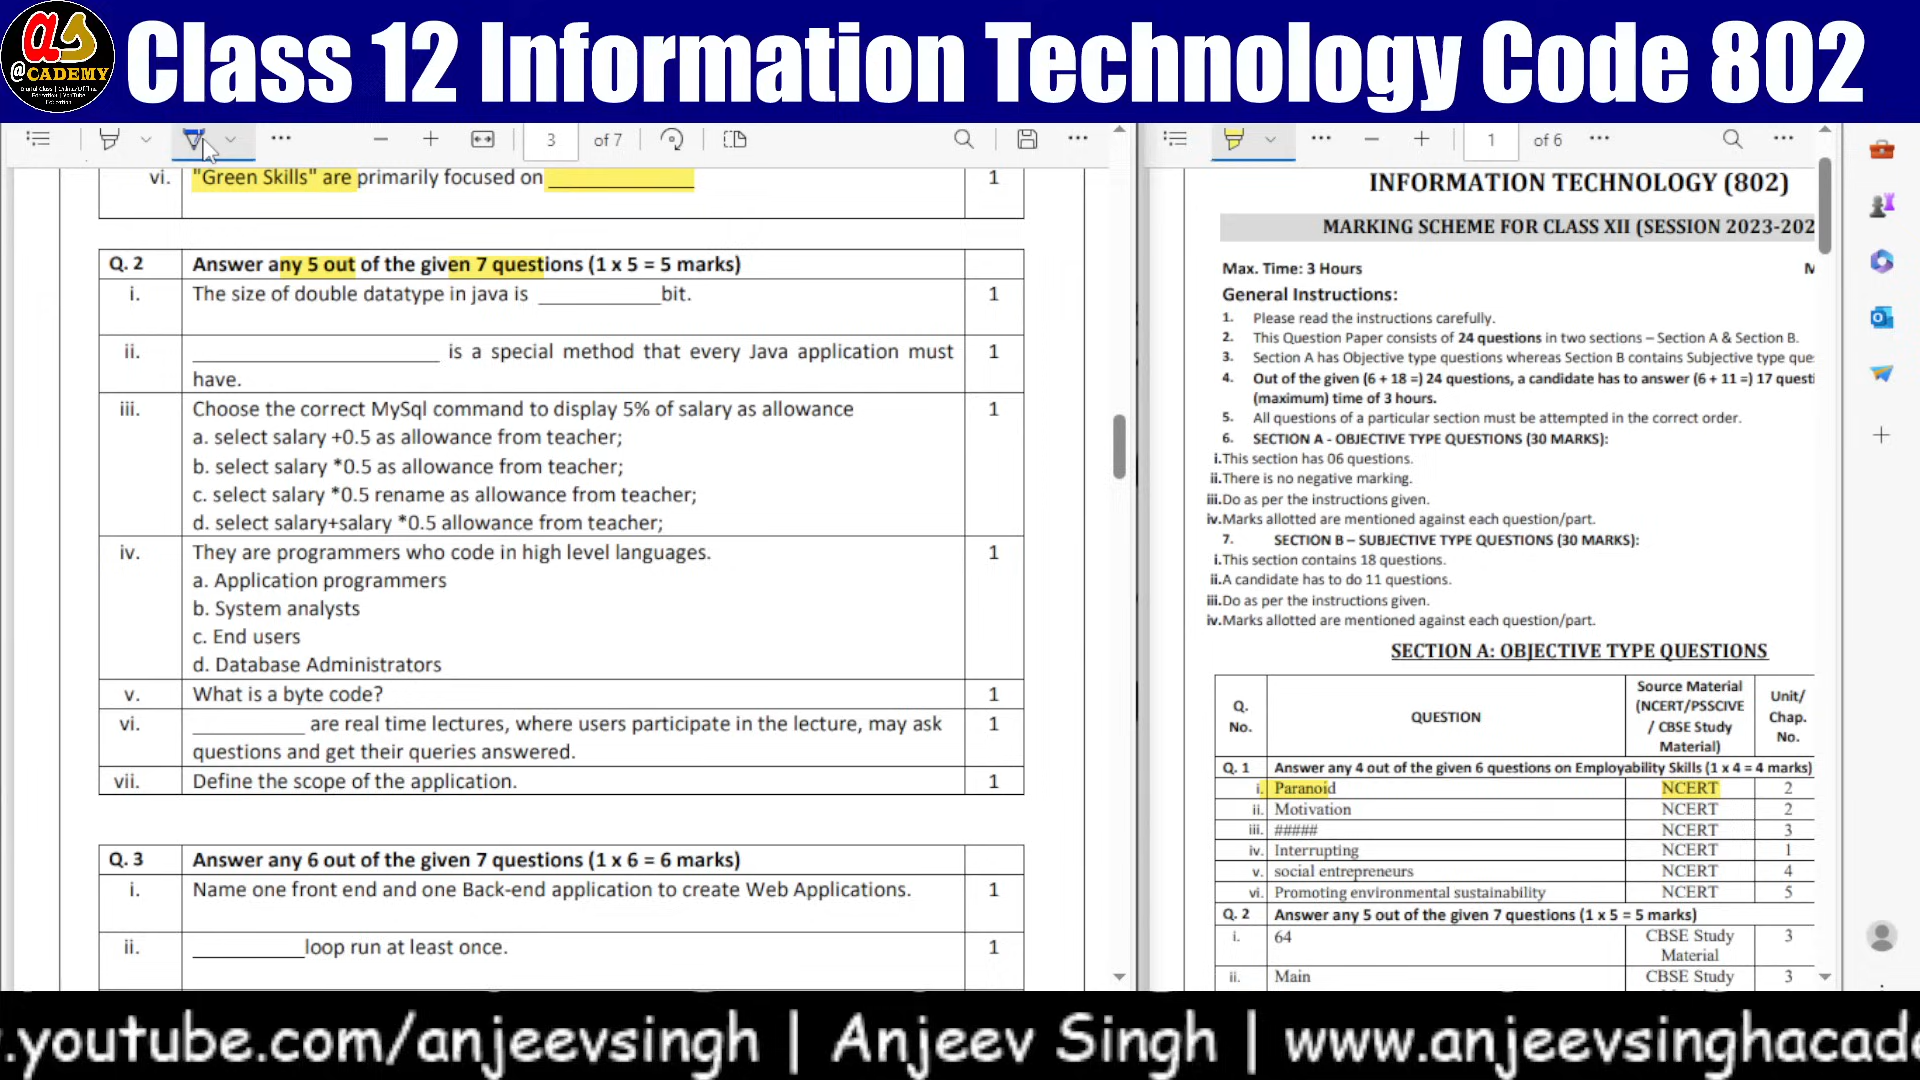 as
@CADEMY
Class 12 Information Technology Code 802
3 of 7
1 of 6
vi. "Green Skills" are primarily focused on ______________ 1
Q. 2 Answer any 5 out of the given 7 questions (1 x 5 = 5 marks)
i. The size of double datatype in java is ____________bit. 1
ii. ________________________ is a special method that every Java application must 1
have.
iii. Choose the correct MySql command to display 5% of salary as allowance 1
a. select salary +0.5 as allowance from teacher;
b. select salary *0.5 as allowance from teacher;
c. select salary *0.5 rename as allowance from teacher;
d. select salary+salary *0.5 allowance from teacher;
iv. They are programmers who code in high level languages. 1
a. Application programmers
b. System analysts
c. End users
d. Database Administrators
v. What is a byte code? 1
vi. ___________ are real time lectures, where users participate in the lecture, may ask 1
questions and get their queries answered.
vii. Define the scope of the application. 1
Q. 3 Answer any 6 out of the given 7 questions (1 x 6 = 6 marks)
i. Name one front end and one Back-end application to create Web Applications. 1
ii. ___________loop run at least once. 1
INFORMATION TECHNOLOGY (802)
MARKING SCHEME FOR CLASS XII (SESSION 2023-202
Max. Time: 3 Hours M
General Instructions:
1. Please read the instructions carefully.
2. This Question Paper consists of 24 questions in two sections – Section A & Section B.
3. Section A has Objective type questions whereas Section B contains Subjective type que
4. Out of the given (6 + 18 =) 24 questions, a candidate has to answer (6 + 11 =) 17 questi
(maximum) time of 3 hours.
5. All questions of a particular section must be attempted in the correct order.
6. SECTION A - OBJECTIVE TYPE QUESTIONS (30 MARKS):
i.This section has 06 questions.
ii.There is no negative marking.
iii.Do as per the instructions given.
iv.Marks allotted are mentioned against each question/part.
7. SECTION B – SUBJECTIVE TYPE QUESTIONS (30 MARKS):
i.This section contains 18 questions.
ii.A candidate has to do 11 questions.
iii.Do as per the instructions given.
iv.Marks allotted are mentioned against each question/part.
SECTION A: OBJECTIVE TYPE QUESTIONS
Q. No. QUESTION Source Material (NCERT/PSSCIVE / CBSE Study Material) Unit/ Chap. No.
Q. 1 Answer any 4 out of the given 6 questions on Employability Skills (1 x 4 = 4 marks)
i. Paranoid NCERT 2
ii. Motivation NCERT 2
iii. ##### NCERT 3
iv. Interrupting NCERT 1
v. social entrepreneurs NCERT 4
vi. Promoting environmental sustainability NCERT 5
Q. 2 Answer any 5 out of the given 7 questions (1 x 5 = 5 marks)
i. 64 CBSE Study Material 3
ii. Main CBSE Study 3
.youtube.com/anjeevsingh | Anjeev Singh | www.anjeevsinghacad